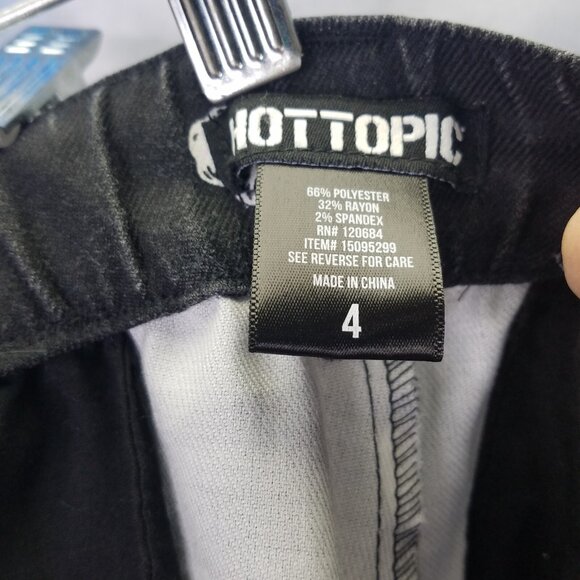 HOTTOPIC
66% POLYESTER
32% RAYON
2% SPANDEX
RN# 120684
ITEM# 15095299
SEE REVERSE FOR CARE
MADE IN CHINA
4